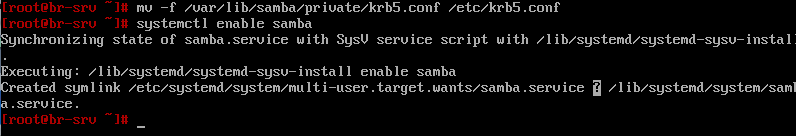 [root@br-srv ~]# mv -f /var/lib/samba/private/krb5.conf /etc/krb5.conf
[root@br-srv ~]# systemctl enable samba
Synchronizing state of samba.service with SysV service script with /lib/systemd/systemd-sysv-install
.
Executing: /lib/systemd/systemd-sysv-install enable samba
Created symlink /etc/systemd/system/multi-user.target.wants/samba.service ? /lib/systemd/system/samb
a.service.
[root@br-srv ~]# _